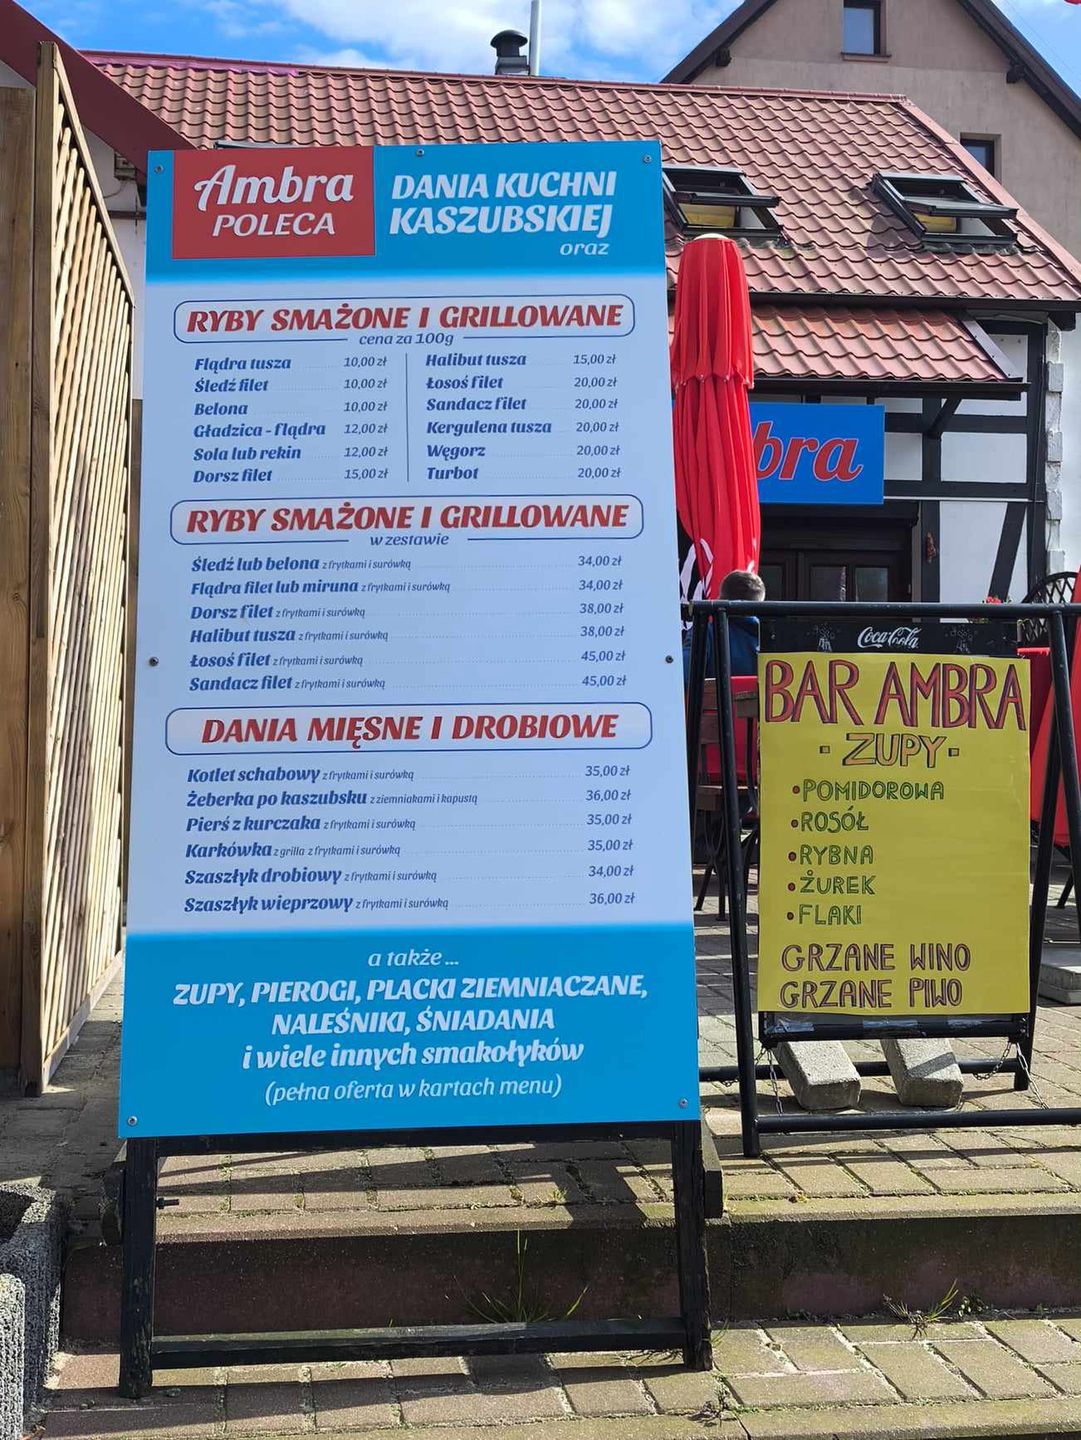 Ambra
POLECA
DANIA KUCHNI
KASZUBSKIEJ
oraz
RYBY SMAŻONE I GRILLOWANE
cena za 100g
Flądra tusza 10,00 zł
Śledź filet 10,00 zł
Belona 10,00 zł
Gładzica - flądra 12,00 zł
Sola lub rekin 12,00 zł
Dorsz filet 15,00 zł
Halibut tusza 15,00 zł
Łosoś filet 20,00 zł
Sandacz filet 20,00 zł
Kergulena tusza 20,00 zł
Węgorz 20,00 zł
Turbot 20,00 zł
RYBY SMAŻONE I GRILLOWANE
w zestawie
Śledź lub belona z frytkami i surówką 34,00 zł
Flądra filet lub miruna z frytkami i surówką 34,00 zł
Dorsz filet z frytkami i surówką 38,00 zł
Halibut tusza z frytkami i surówką 38,00 zł
Łosoś filet z frytkami i surówką 45,00 zł
Sandacz filet z frytkami i surówką 45,00 zł
DANIA MIĘSNE I DROBIOWE
Kotlet schabowy z frytkami i surówką 35,00 zł
Żeberka po kaszubsku z ziemniakami i kapustą 36,00 zł
Pierś z kurczaka z frytkami i surówką 35,00 zł
Karkówka z grilla z frytkami i surówką 35,00 zł
Szaszłyk drobiowy z frytkami i surówką 34,00 zł
Szaszłyk wieprzowy z frytkami i surówką 36,00 zł
a także ...
ZUPY, PIEROGI, PLACKI ZIEMNIACZANE,
NALEŚNIKI, ŚNIADANIA
i wiele innych smakołyków
(pełna oferta w kartach menu)
bra
Coca-Cola
BAR AMBRA
- ZUPY -
• POMIDOROWA
• ROSÓŁ
• RYBNA
• ŻUREK
• FLAKI
GRZANE WINO
GRZANE PIWO